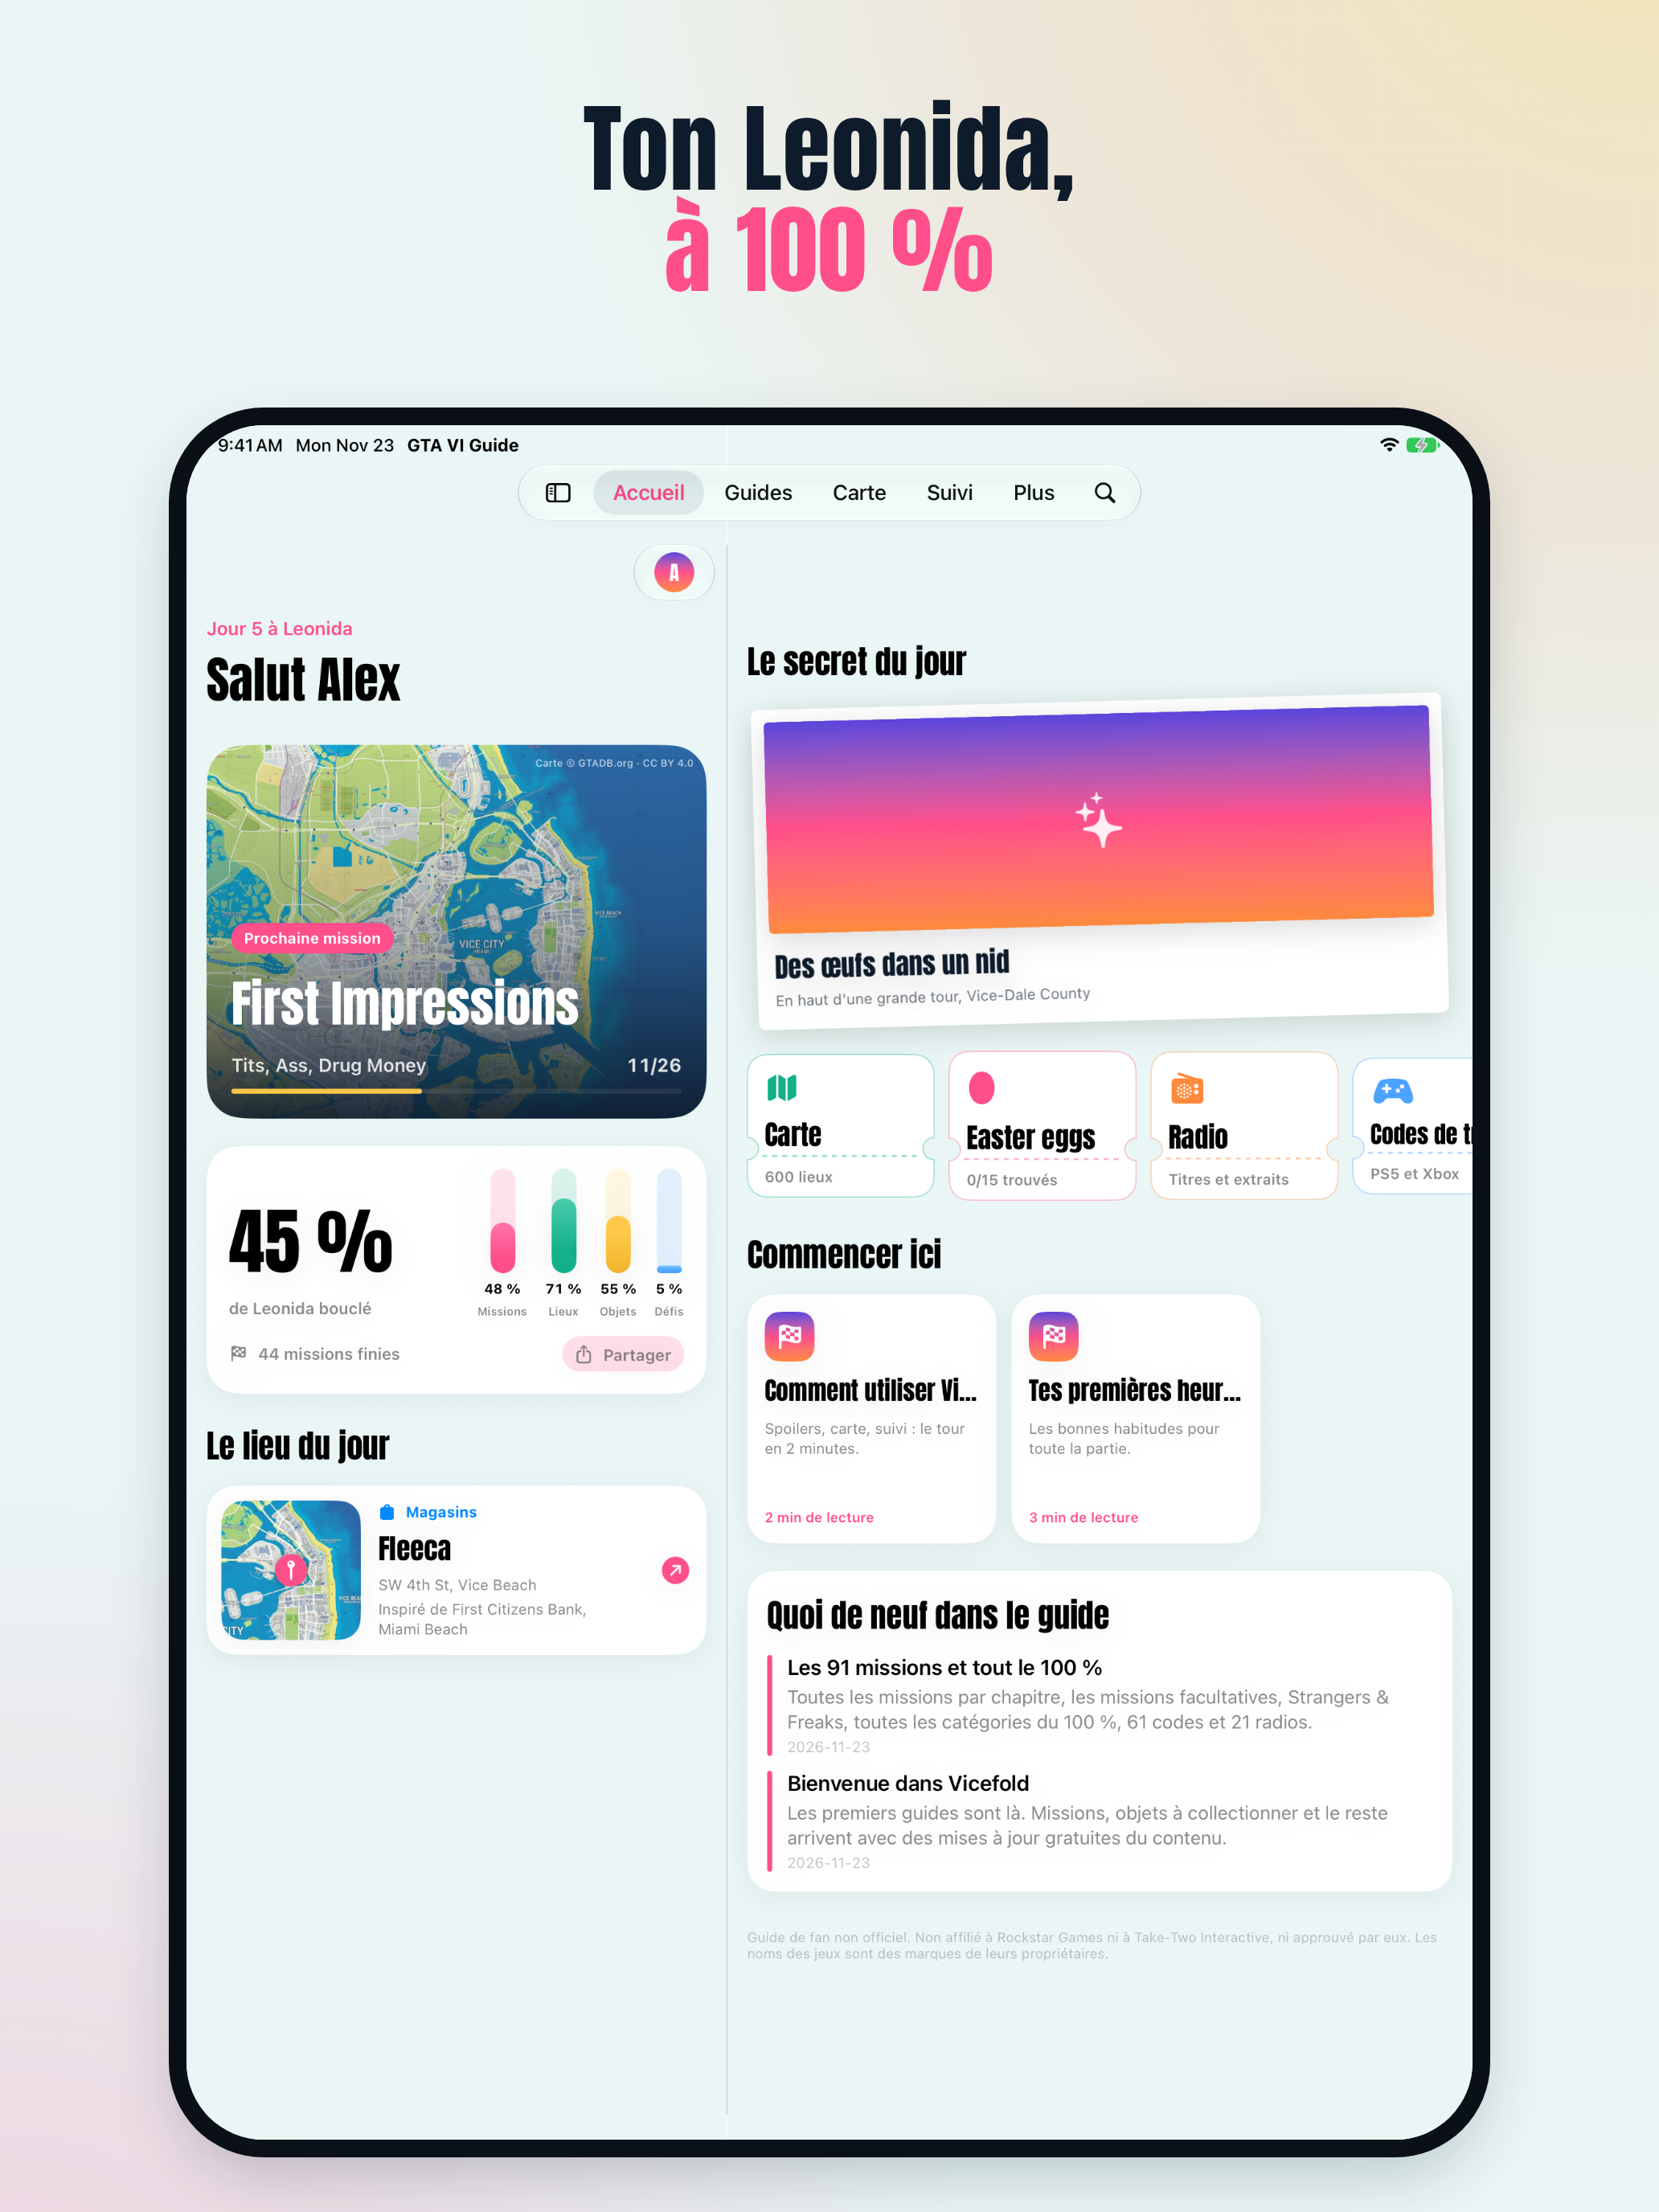 Ton Leonida,
à 100 %
9:41 AM Mon Nov 23 GTA VI Guide
Accueil Guides Carte Suivi Plus
A
Jour 5 à Leonida
Salut Alex
Carte © GTADB.org · CC BY 4.0
VICE BEACH
VICE CITY
Prochaine mission
First Impressions
Tits, Ass, Drug Money 11/26
45 %
de Leonida bouclé
48 % 71 % 55 % 5 %
Missions Lieux Objets Défis
44 missions finies
Partager
Le lieu du jour
CITY
Magasins
Fleeca
SW 4th St, Vice Beach
Inspiré de First Citizens Bank,
Miami Beach
Le secret du jour
Des œufs dans un nid
En haut d'une grande tour, Vice-Dale County
Carte
600 lieux
Easter eggs
0/15 trouvés
Radio
Titres et extraits
Codes de tr
PS5 et Xbox
Commencer ici
Comment utiliser Vi...
Spoilers, carte, suivi : le tour
en 2 minutes.
2 min de lecture
Tes premières heur...
Les bonnes habitudes pour
toute la partie.
3 min de lecture
Quoi de neuf dans le guide
Les 91 missions et tout le 100 %
Toutes les missions par chapitre, les missions facultatives, Strangers &
Freaks, toutes les catégories du 100 %, 61 codes et 21 radios.
2026-11-23
Bienvenue dans Vicefold
Les premiers guides sont là. Missions, objets à collectionner et le reste
arrivent avec des mises à jour gratuites du contenu.
2026-11-23
Guide de fan non officiel. Non affilié à Rockstar Games ni à Take-Two Interactive, ni approuvé par eux. Les
noms des jeux sont des marques de leurs propriétaires.